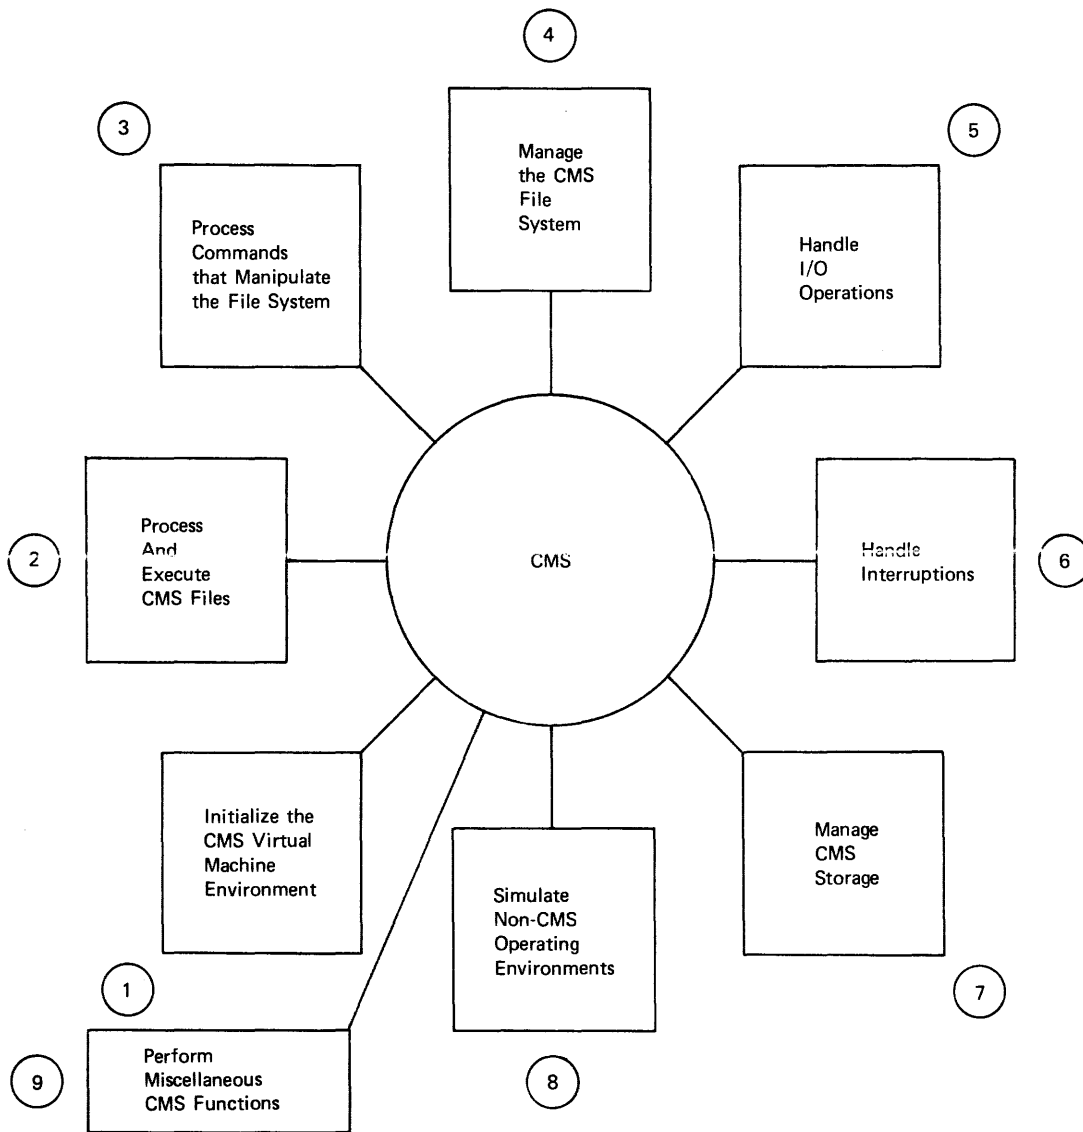 4
3
5
Manage
the CMS
File
System
Process
Commands
that Manipulate
the File System
Handle
I/O
Operations
2
Process
And
Execute
CMS Files
CMS
Handle
Interruptions
6
Initialize the
CMS Virtual
Machine
Environment
Simulate
Non-CMS
Operating
Environments
Manage
CMS
Storage
1
7
9
Perform
Miscellaneous
CMS Functions
8